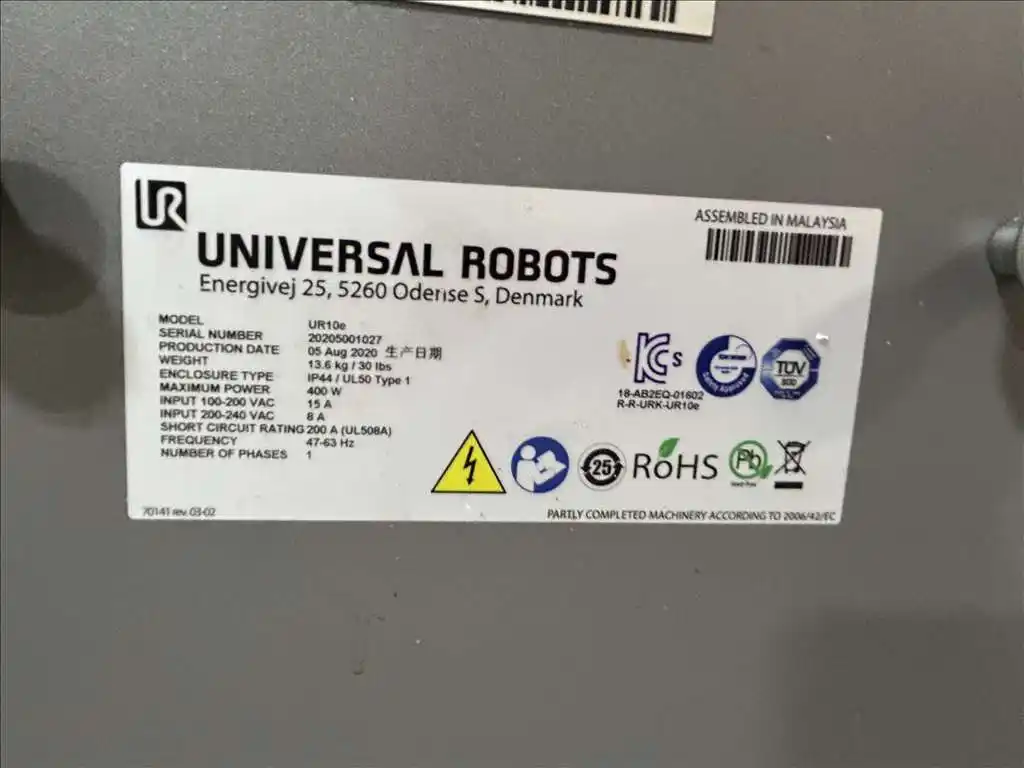 UR
UNIVERSAL ROBOTS
Energivej 25, 5260 Odense S, Denmark
ASSEMBLED IN MALAYSIA
MODEL UR10e
SERIAL NUMBER 20205001027
PRODUCTION DATE 05 Aug 2020 生产日期
WEIGHT 13.6 kg / 30 lbs
ENCLOSURE TYPE IP44 / UL50 Type 1
MAXIMUM POWER 400 W
INPUT 100-200 VAC 15 A
INPUT 200-240 VAC 8 A
SHORT CIRCUIT RATING 200 A (UL508A)
FREQUENCY 47-63 Hz
NUMBER OF PHASES 1
KCs
18-AB2EQ-01602
R-R-URK-UR10e
Safety Approved
TÜV
SÜD
25
RoHS
Pb
70141 rev. 03-02
PARTLY COMPLETED MACHINERY ACCORDING TO 2006/42/EC